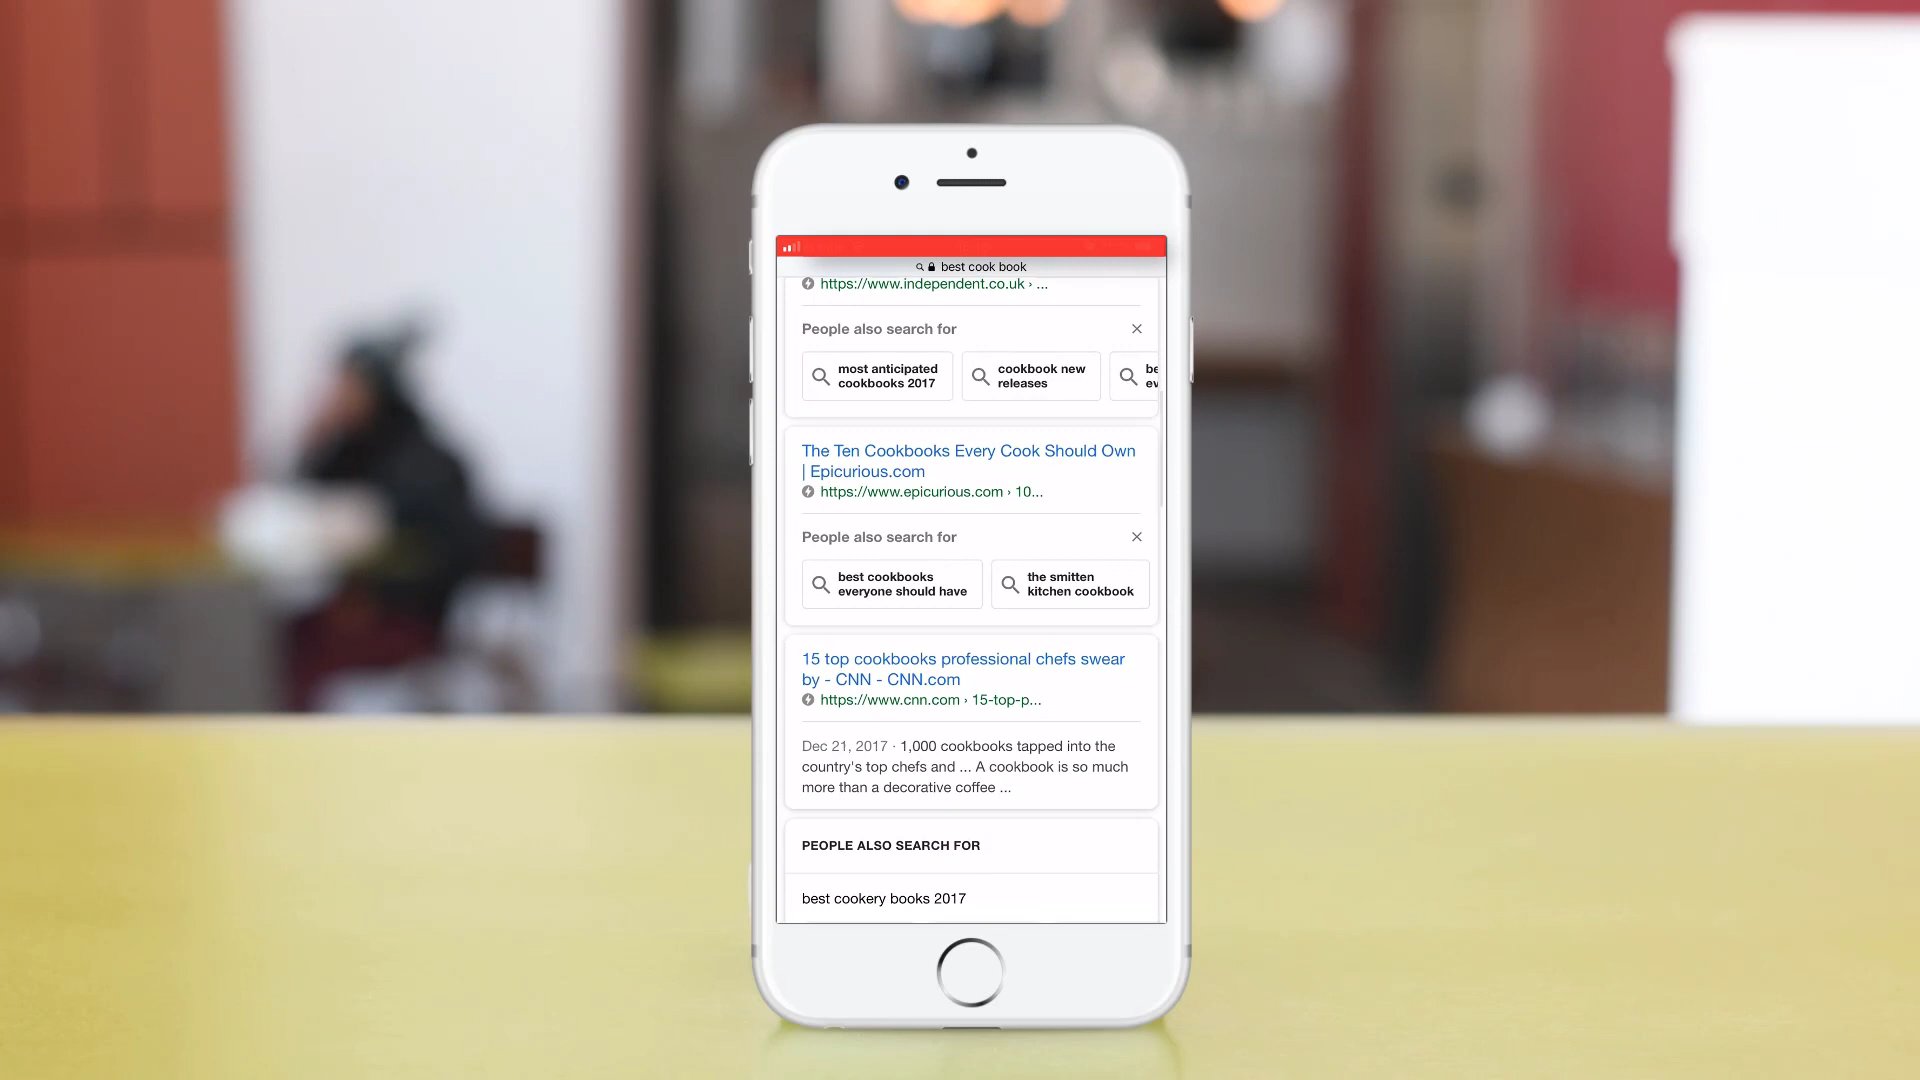 best cook book
https://www.independent.co.uk › ...
People also search for
most anticipated
cookbooks 2017
cookbook new
releases
be
ev
The Ten Cookbooks Every Cook Should Own
| Epicurious.com
https://www.epicurious.com › 10...
People also search for
best cookbooks
everyone should have
the smitten
kitchen cookbook
15 top cookbooks professional chefs swear
by - CNN - CNN.com
https://www.cnn.com › 15-top-p...
Dec 21, 2017 · 1,000 cookbooks tapped into the
country's top chefs and ... A cookbook is so much
more than a decorative coffee ...
PEOPLE ALSO SEARCH FOR
best cookery books 2017